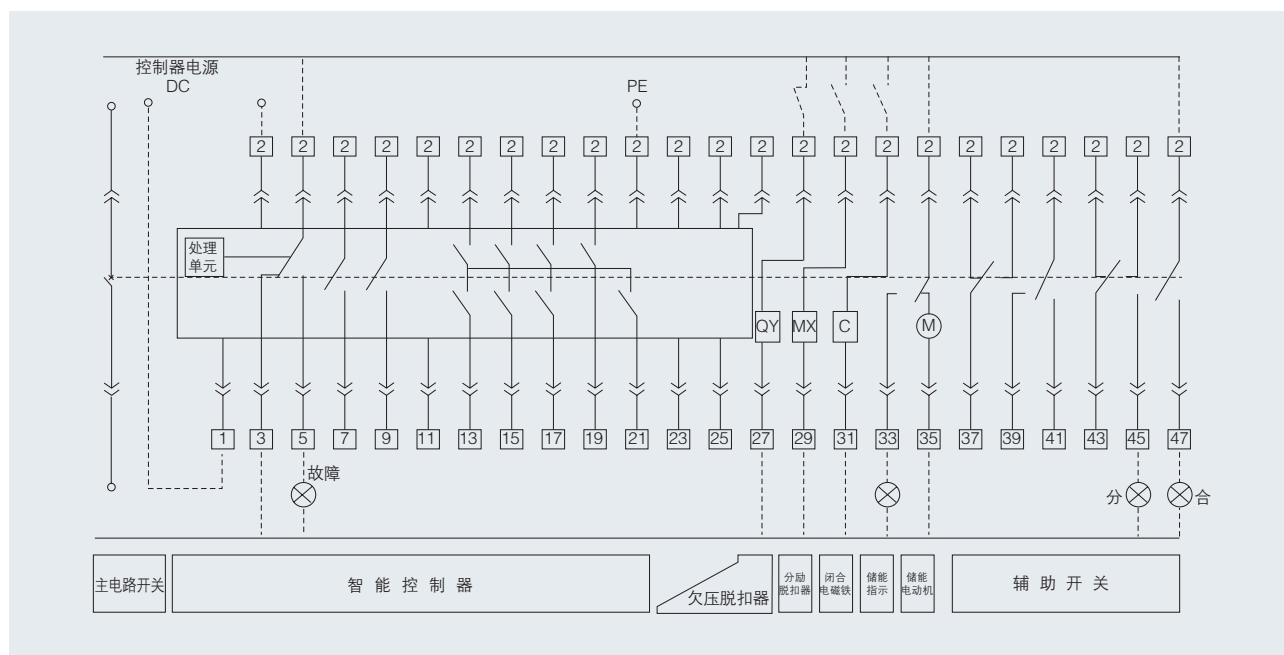 控制器电源
DC
PE
2 2 2 2 2 2 2 2 2 2 2 2 2 2 2 2 2 2 2 2 2 2 2
处理
单元
QY MX C M
1 3 5 7 9 11 13 15 17 19 21 23 25 27 29 31 33 35 37 39 41 43 45 47
故障
分 合
主电路开关
智能控制器
欠压脱扣器
分励
脱扣器
闭合
电磁铁
储能
指示
储能
电动机
辅助开关